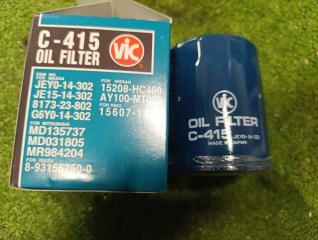 C-415
OIL FILTER
VIC
OEM NO.
FOR MAZDA
JEY0-14-302
JE15-14-302
8173-23-802
G6Y0-14-302
FOR MITSUBISHI
MD135737
MD031805
MR984204
FOR ISUZU
8-93156750-0
FOR NISSAN
15208-HC400
FOR HINO
VIC
OIL FILTER
C-415
MADE IN JAPAN